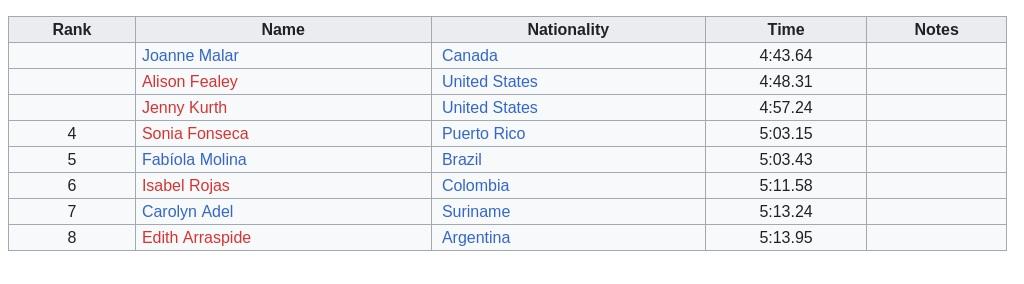 Rank Name Nationality Time Notes
Joanne Malar Canada 4:43.64
Alison Fealey United States 4:48.31
Jenny Kurth United States 4:57.24
4 Sonia Fonseca Puerto Rico 5:03.15
5 Fabíola Molina Brazil 5:03.43
6 Isabel Rojas Colombia 5:11.58
7 Carolyn Adel Suriname 5:13.24
8 Edith Arraspide Argentina 5:13.95